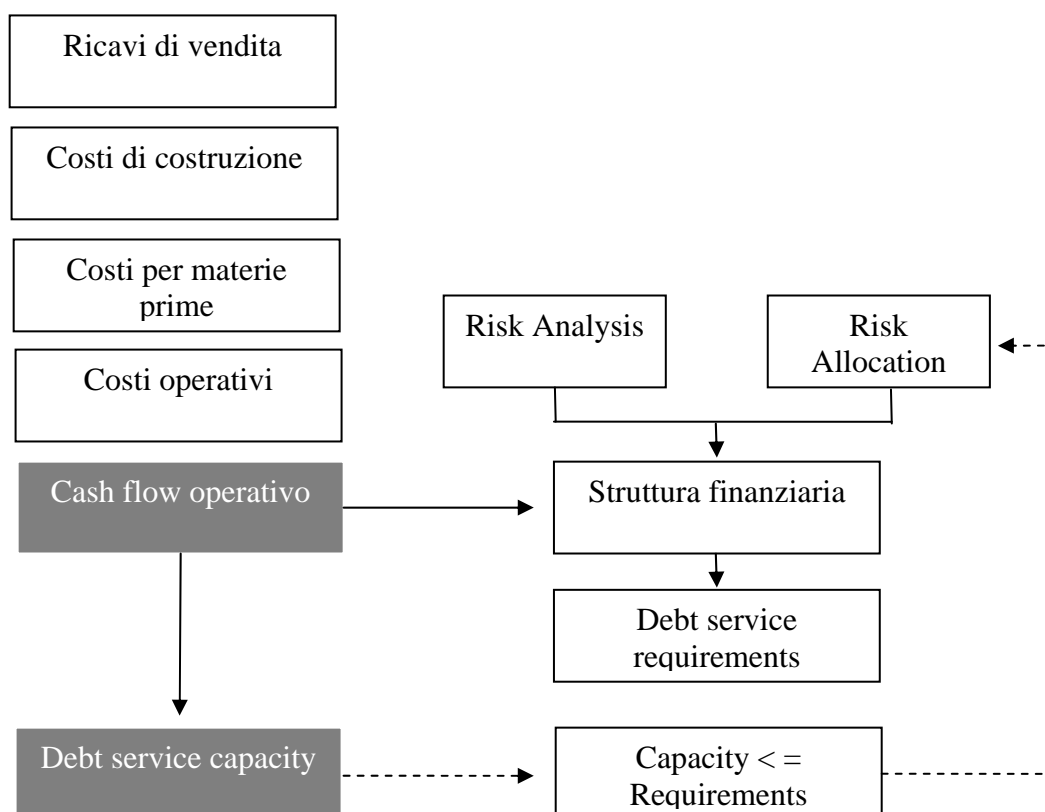 Ricavi di vendita
Costi di costruzione
Costi per materie
prime
Costi operativi
Risk Analysis
Risk
Allocation
Cash flow operativo
Struttura finanziaria
Debt service
requirements
Debt service capacity
Capacity < =
Requirements